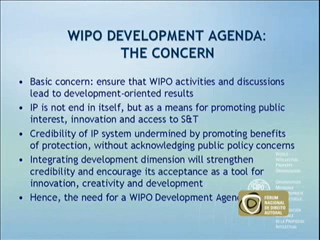 WIPO DEVELOPMENT AGENDA:
THE CONCERN
• Basic concern: ensure that WIPO activities and discussions
lead to development-oriented results
• IP is not end in itself, but as a means for promoting public
interest, innovation and access to S&T
• Credibility of IP system undermined by promoting benefits
of protection, without acknowledging public policy concerns
• Integrating development dimension will strengthen
credibility and encourage its acceptance as a tool for
innovation, creativity and development
• Hence, the need for a WIPO Development Agen
FORUM
NACIONAL
DE DIREITO
AUTORAL